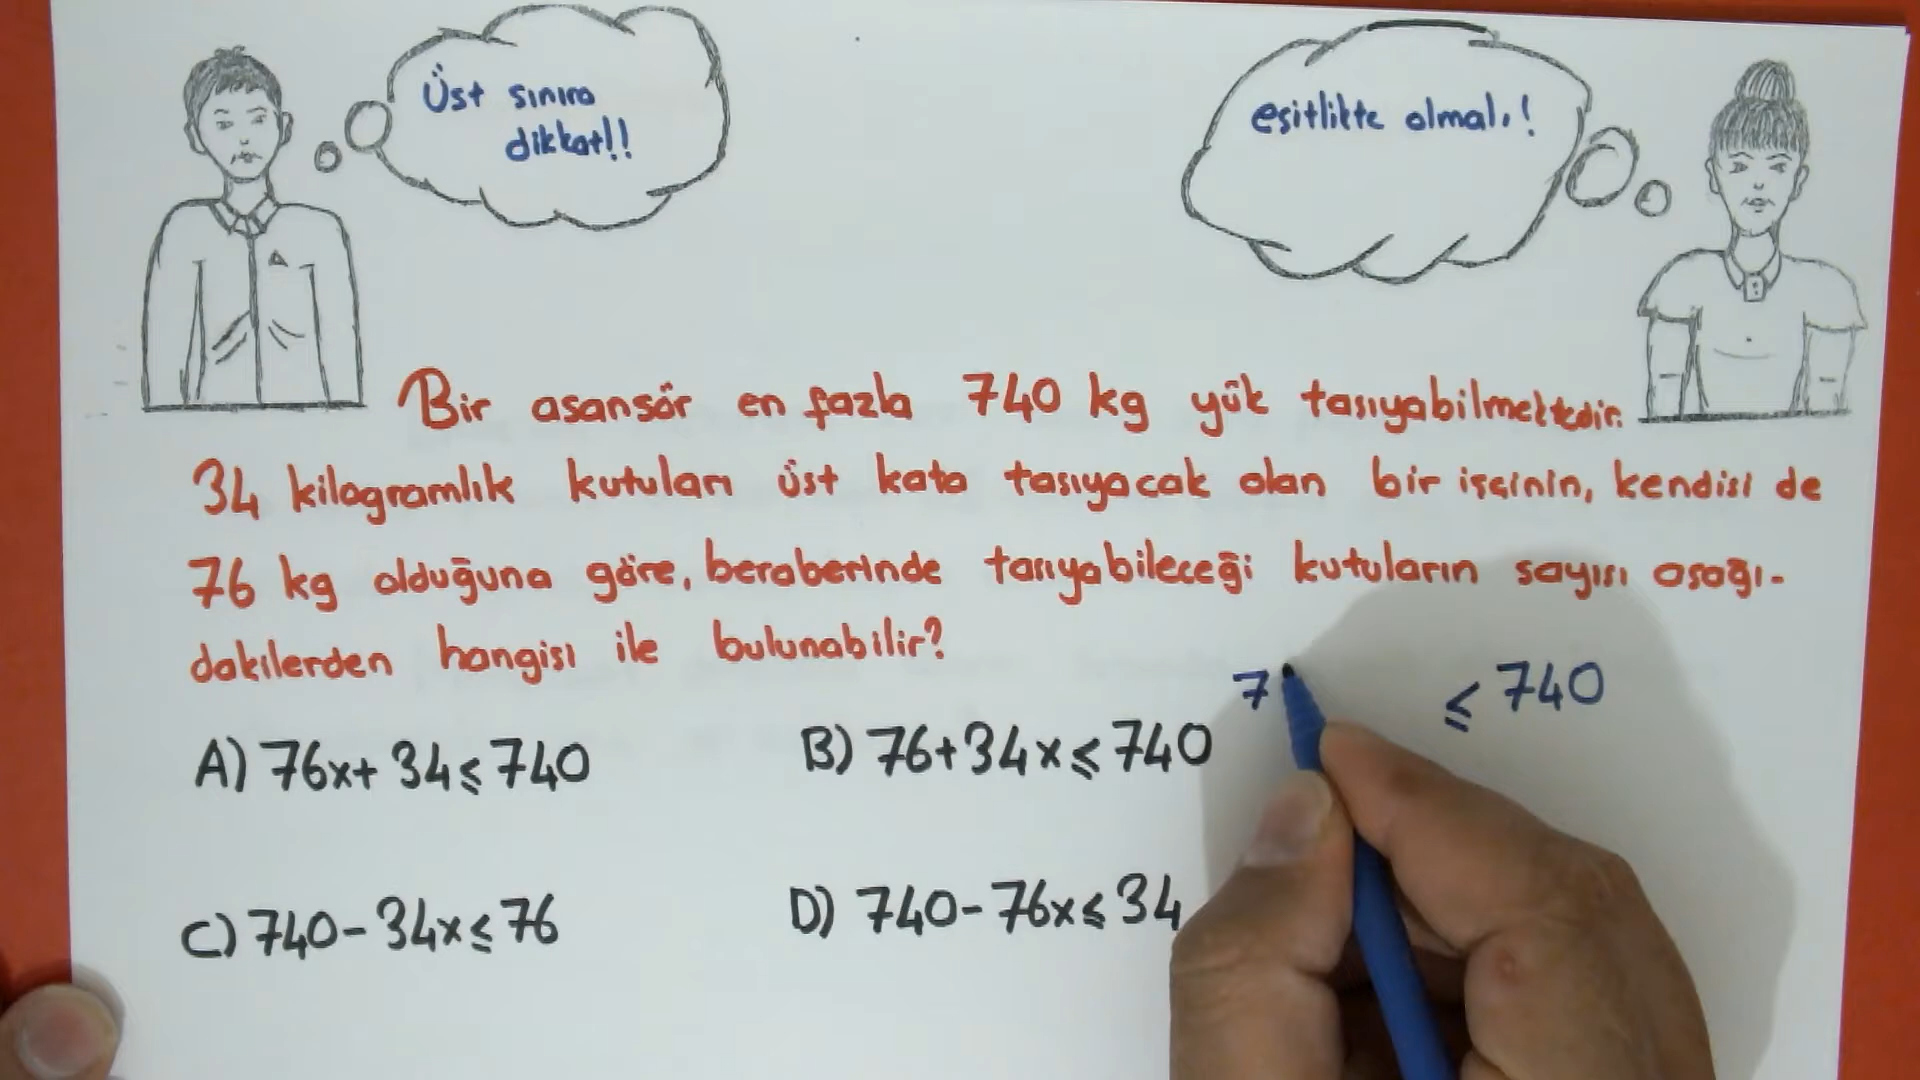 Üst sınıra
dikkat!!
eşitlikte olmalı!
Bir asansör en fazla 740 kg yük taşıyabilmektedir.
34 kilogramlık kutuları üst kata taşıyacak olan bir işçinin, kendisi de
76 kg olduğuna göre, beraberinde taşıyabileceği kutuların sayısı aşağı-
dakilerden hangisi ile bulunabilir?
7 ≤ 740
A) 76x+ 34 ≤ 740
B) 76+34x ≤ 740
C) 740- 34x ≤ 76
D) 740- 76x ≤ 34